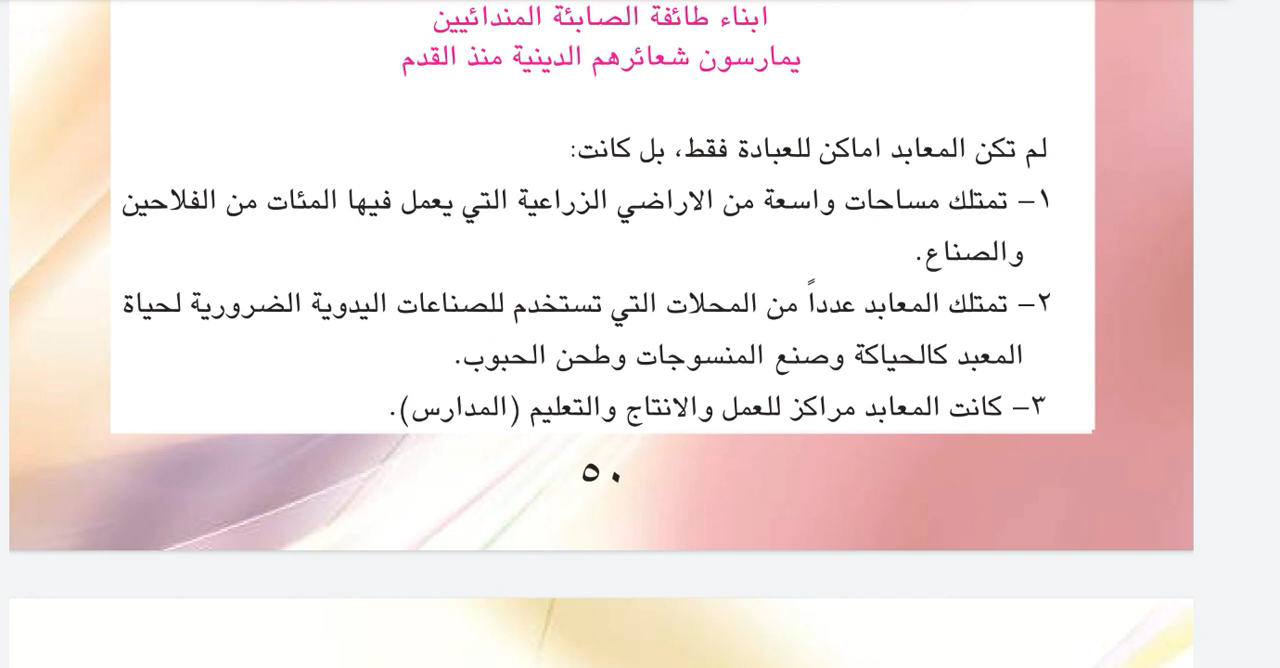 ابناء طائفة الصابئة المندائيين
يمارسون شعائرهم الدينية منذ القدم
لم تكن المعابد اماكن للعبادة فقط، بل كانت:
١– تمتلك مساحات واسعة من الاراضي الزراعية التي يعمل فيها المئات من الفلاحين
والصناع.
٢– تمتلك المعابد عدداً من المحلات التي تستخدم للصناعات اليدوية الضرورية لحياة
المعبد كالحياكة وصنع المنسوجات وطحن الحبوب.
٣– كانت المعابد مراكز للعمل والانتاج والتعليم (المدارس).
٥٠